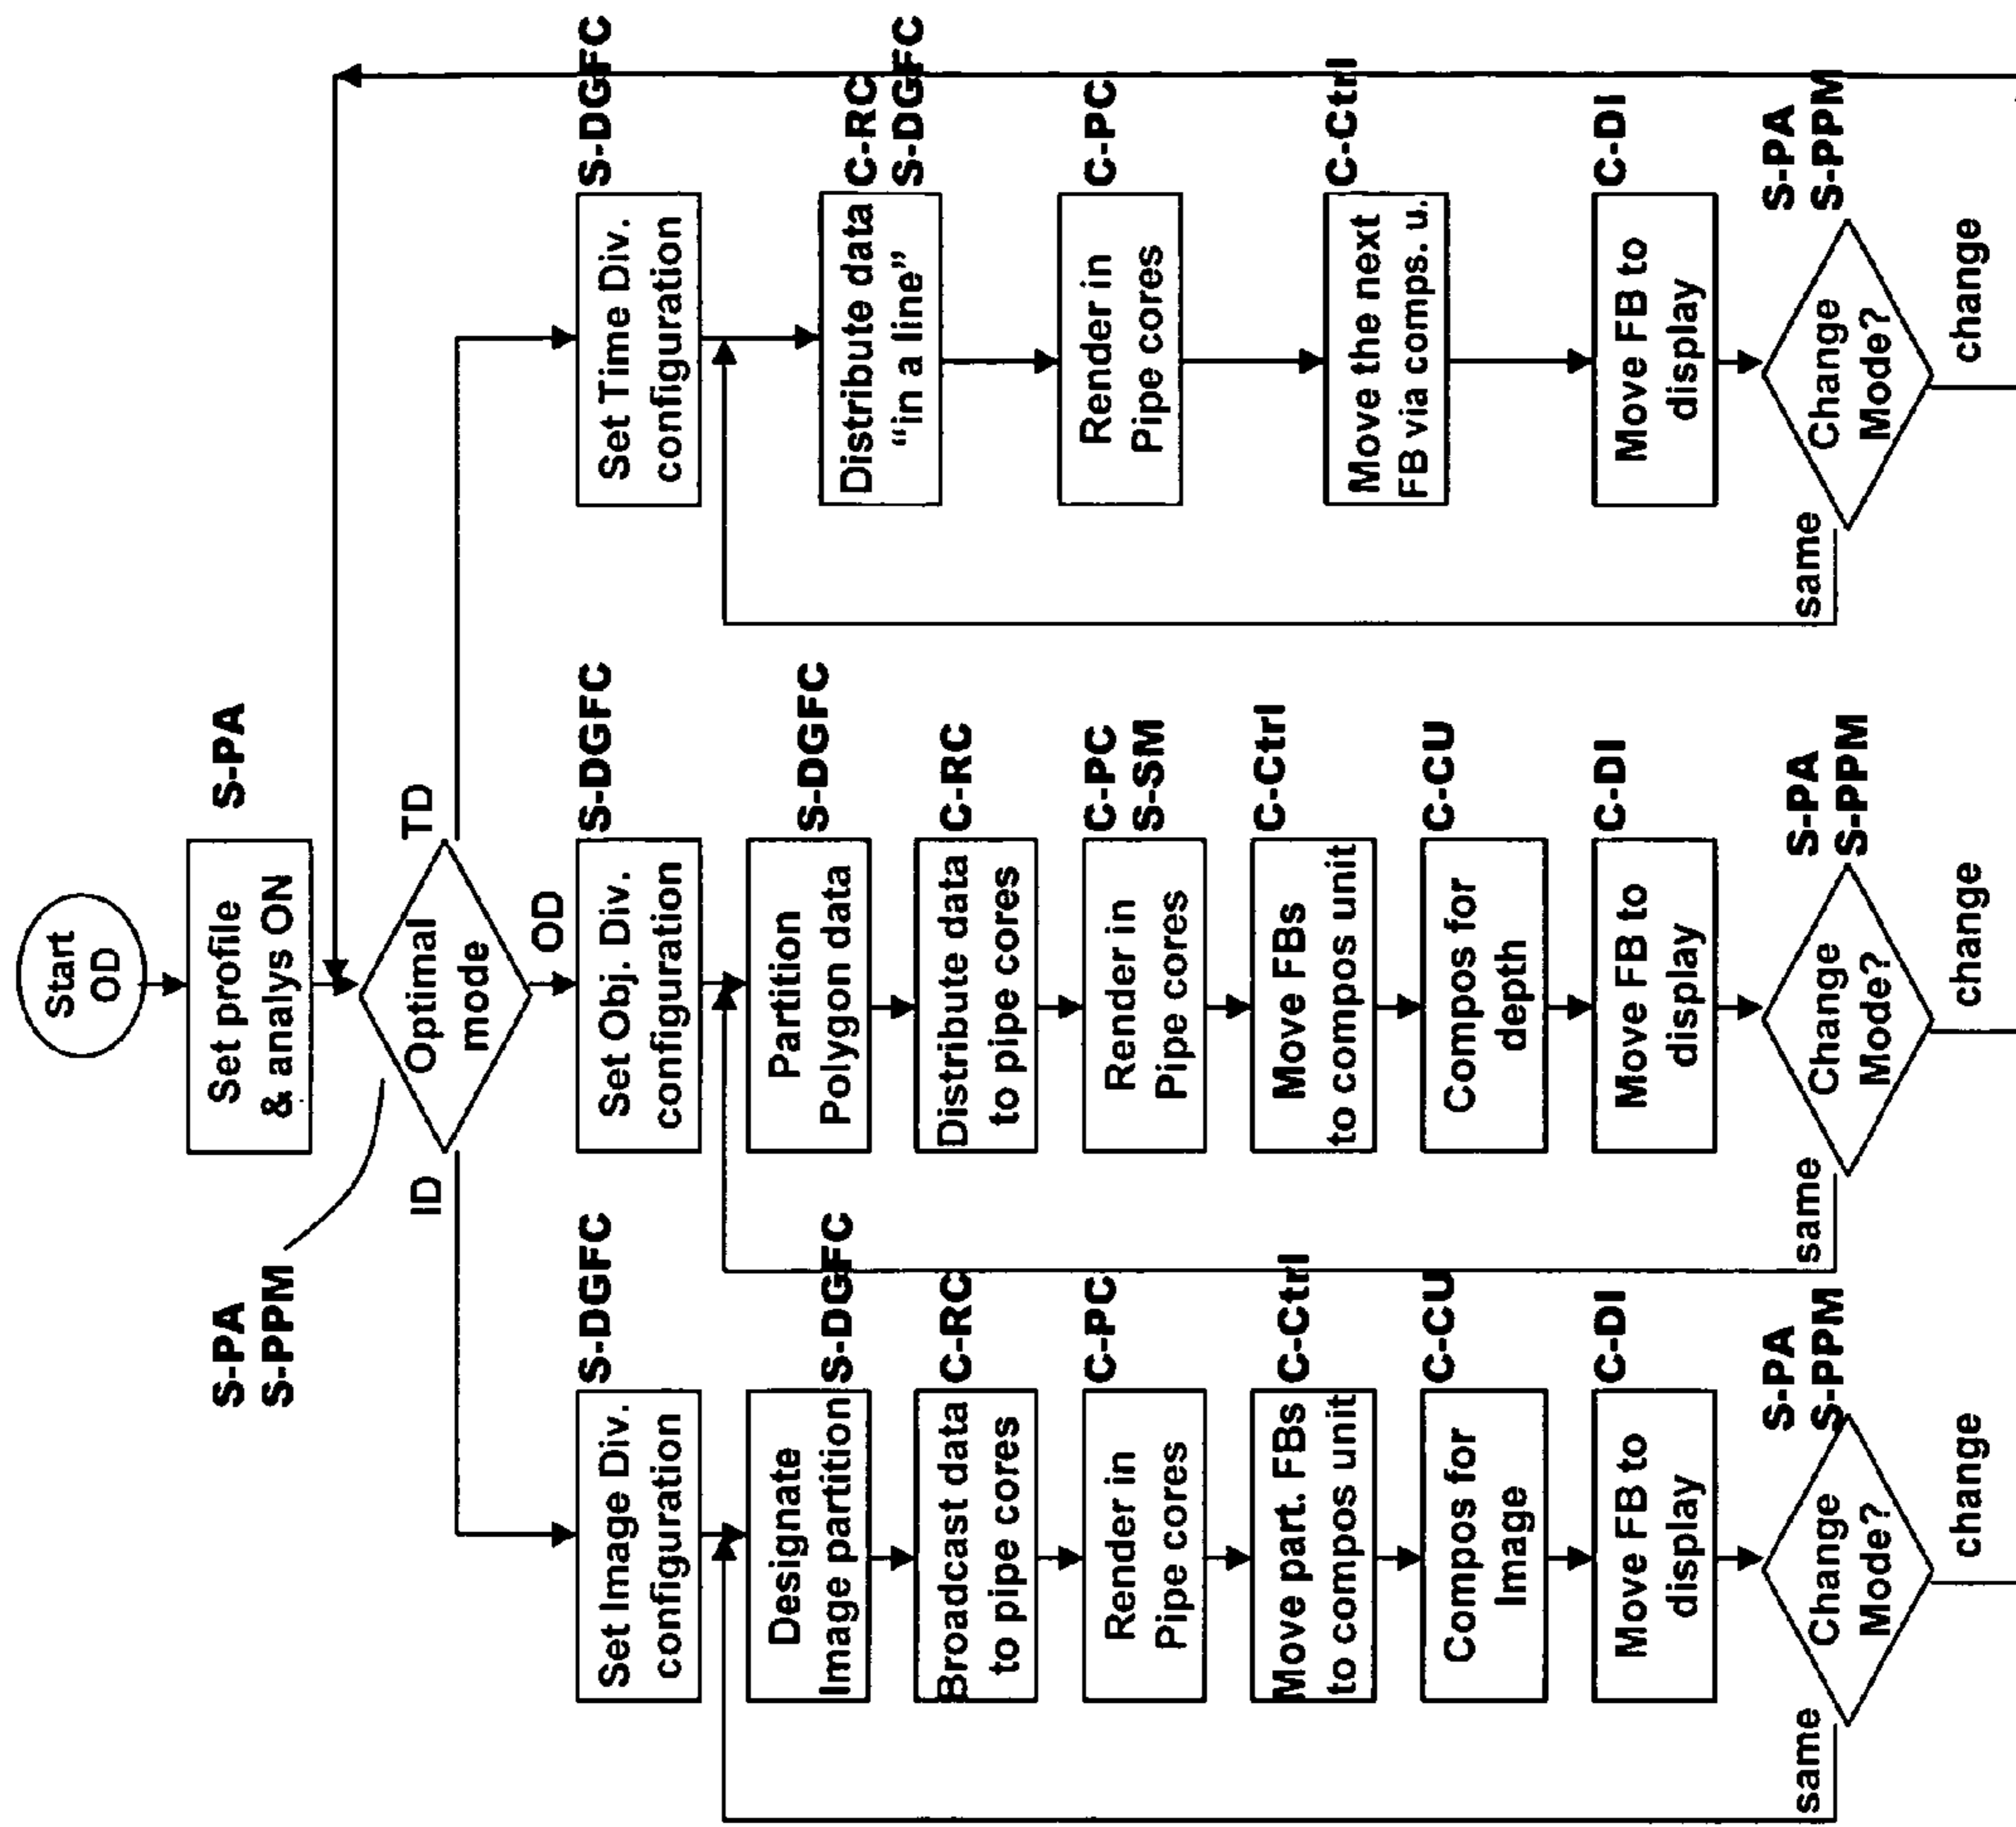 Start
OD
Set profile
& analys ON
S-PA
S-PA
S-PPM
Optimal
mode
ID
OD
TD
Set Image Div.
configuration
S-DGFC
Designate
Image partition
S-DGFC
Broadcast data
to pipe cores
C-RC
Render in
Pipe cores
C-PC
Move part. FBs
to compos unit
C-Ctrl
Compos for
Image
C-CU
Move FB to
display
C-DI
Change
Mode?
S-PA
S-PPM
same
change
Set Obj. Div.
configuration
S-DGFC
Partition
Polygon data
S-DGFC
Distribute data
to pipe cores
C-RC
Render in
Pipe cores
C-PC
S-SM
Move FBs
to compos unit
C-Ctrl
Compos for
depth
C-CU
Move FB to
display
C-DI
Change
Mode?
S-PA
S-PPM
same
change
Set Time Div.
configuration
S-DGFC
Distribute data
“in a line”
C-RC
S-DGFC
Render in
Pipe cores
C-PC
Move the next
FB via comps. u.
C-Ctrl
Move FB to
display
C-DI
Change
Mode?
S-PA
S-PPM
same
change